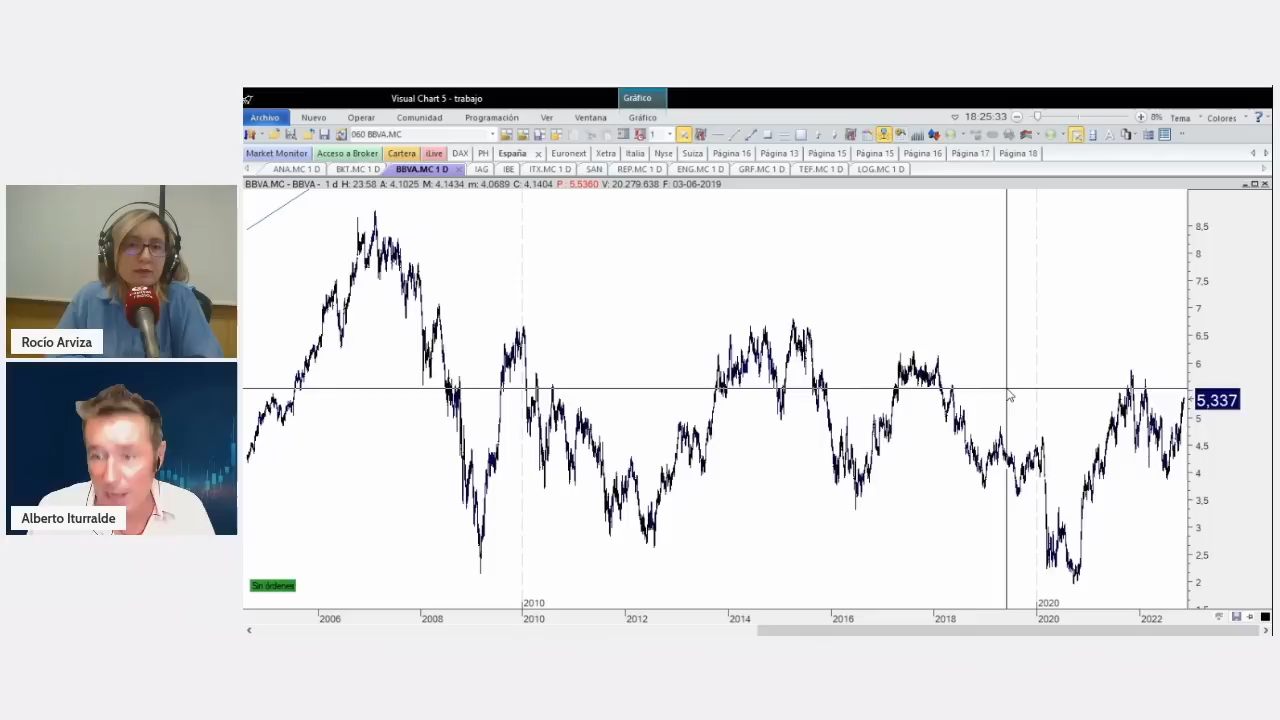 Visual Chart 5 - trabajo
Gráfico
Archivo Nuevo Operar Comunidad Programación Ver Ventana Gráfico 18:25:33 8% Tema Colores
060 BBVA.MC 1
Market Monitor Acceso a Broker Cartera iLive DAX PH España Euronext Xetra Italia Nyse Suiza Página 16 Página 13 Página 15 Página 15 Página 16 Página 17 Página 18
ANA.MC 1 D BKT.MC 1 D BBVA.MC 1 D IAG IBE ITX.MC 1 D SAN REP.MC 1 D ENG.MC 1 D GRF.MC 1 D TEF.MC 1 D LOG.MC 1 D
BBVA.MC - BBVA - 1 d H: 23:58 A: 4,1025 M: 4,1434 m: 4,0689 C: 4,1404 P: 5,5360 V: 20.279.638 F: 03-06-2019
8,5
8
7,5
7
6,5
6
5,337
5
4,5
4
3,5
3
2,5
2
Rocío Arviza
Alberto Iturralde
Sin órdenes
2010 2020
2006 2008 2010 2012 2014 2016 2018 2020 2022